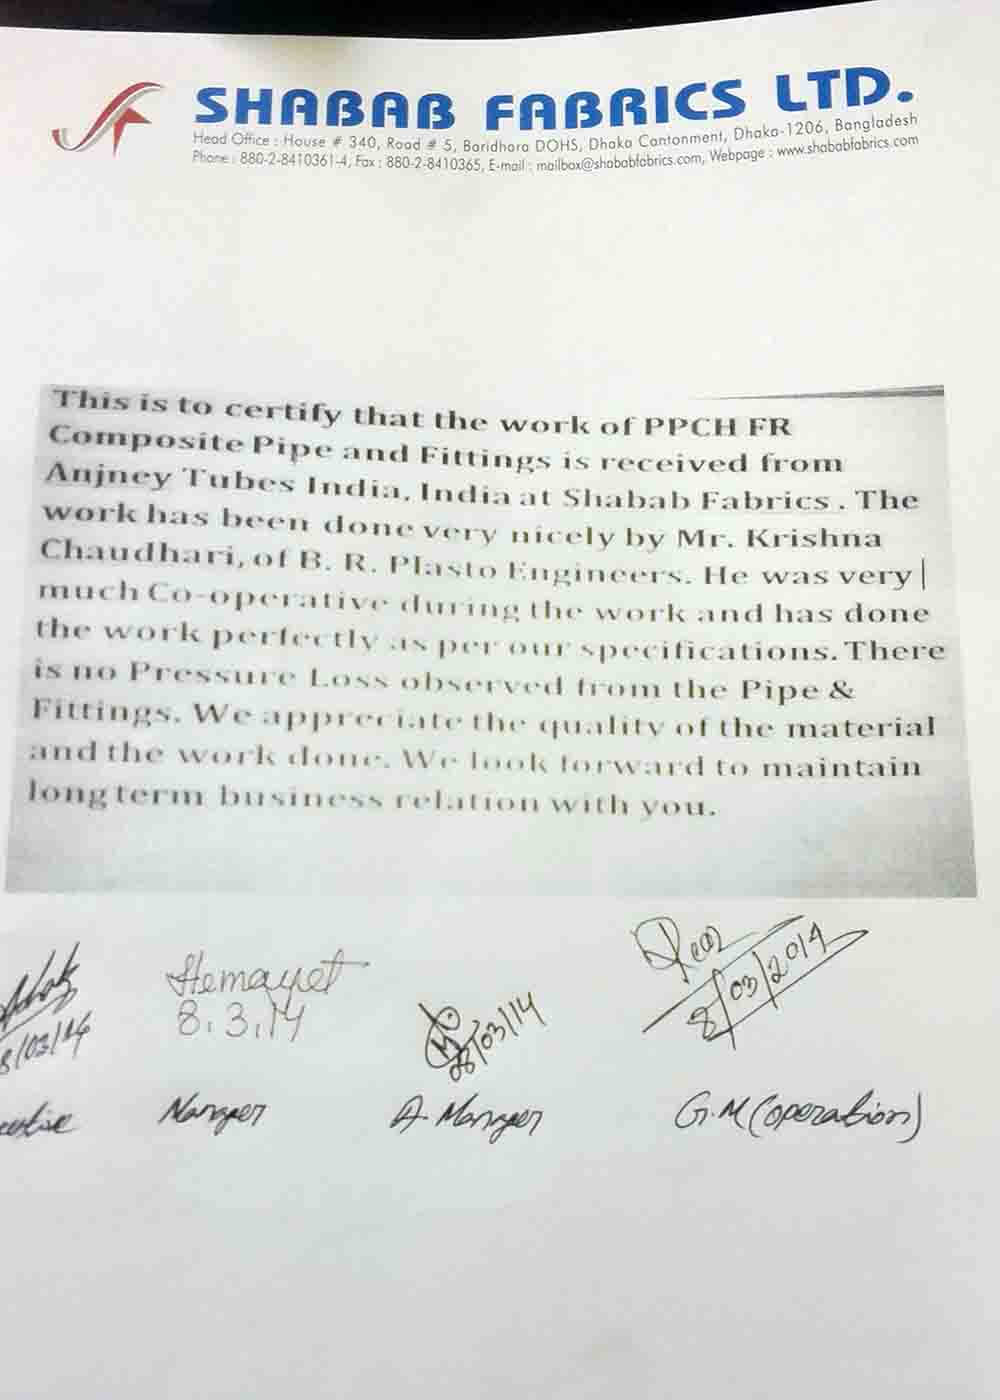 SHABAB FABRICS LTD.
Head Office : House # 340, Road # 5, Baridhara DOHS, Dhaka Cantonment, Dhaka-1206, Bangladesh
Phone : 880-2-8410361-4, Fax : 880-2-8410365, E-mail : mailbox@shababfabrics.com, Webpage : www.shababfabrics.com
This is to certify that the work of PPCH FR
Composite Pipe and Fittings is received from
Anjney Tubes India, India at Shabab Fabrics . The
work has been done very nicely by Mr. Krishna
Chaudhari, of B. R. Plasto Engineers. He was very
much Co-operative during the work and has done
the work perfectly as per our specifications. There
is no Pressure Loss observed from the Pipe &
Fittings. We appreciate the quality of the material
and the work done. We look forward to maintain
long term business relation with you.
Hemayet
8/03/2014
8.3.14
08/03/14
8/03/14
Manager
A. Manager
G.M (operation)